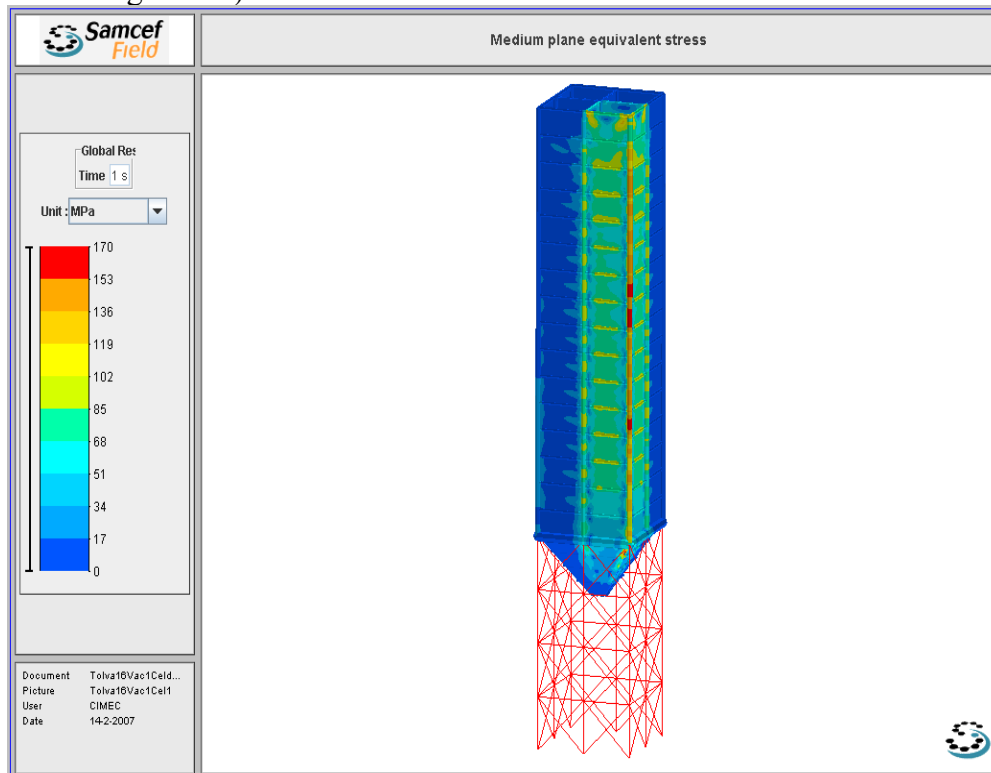 Samcef
Field
Medium plane equivalent stress
Global Res
Time 1 s
Unit : MPa
170
153
136
119
102
85
68
51
34
17
0
Document Tolva16Vac1Celd...
Picture Tolva16Vac1Cel1
User CIMEC
Date 14-2-2007